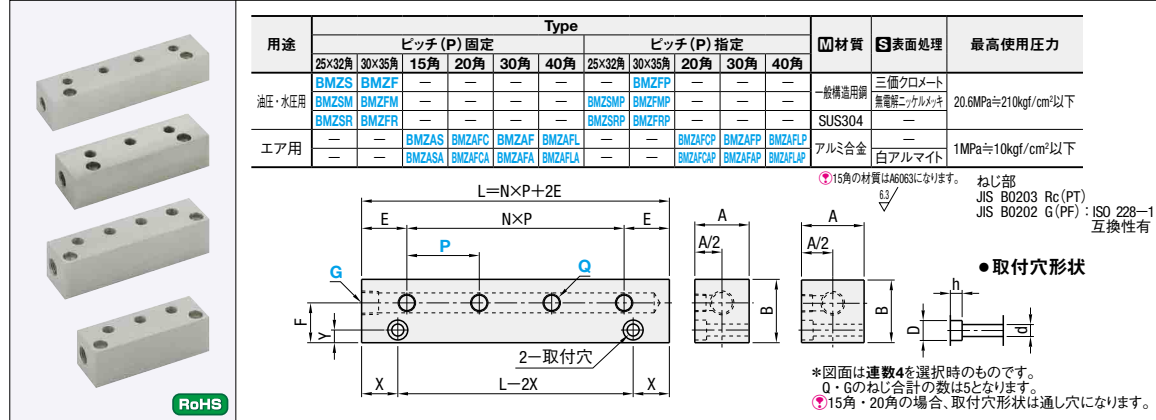 用途 Type M材質 S表面処理 最高使用圧力
ピッチ(P)固定 ピッチ(P)指定
25×32角 30×35角 15角 20角 30角 40角 25×32角 30×35角 20角 30角 40角
油圧・水圧用 BMZS BMZF － － － － － BMZFP － － － 一般構造用鋼 三価クロメート 20.6MPa≒210kgf/cm²以下
BMZSM BMZFM － － － － BMZSMP BMZFMP － － － 無電解ニッケルメッキ
BMZSR BMZFR － － － － BMZSRP BMZFRP － － － SUS304 －
エア用 － － BMZAS BMZAFC BMZAF BMZAFL － － BMZAFCP BMZAFP BMZAFLP アルミ合金 － 1MPa≒10kgf/cm²以下
－ － BMZASA BMZAFCA BMZAFA BMZAFLA － － BMZAFCAP BMZAFAP BMZAFLAP 白アルマイト
15角の材質はA6063になります。
6.3
ねじ部
JIS B0203 Rc(PT)
JIS B0202 G(PF)：ISO 228－1
互換性有
L=N×P+2E
E N×P E
P
G
Q
F
Y
X L－2X X
2－取付穴
A
A/2
B
A
A/2
B
●取付穴形状
h
D
d
＊図面は連数4を選択時のものです。
Q・Gのねじ合計の数は5となります。
15角・20角の場合、取付穴形状は通し穴になります。
RoHS